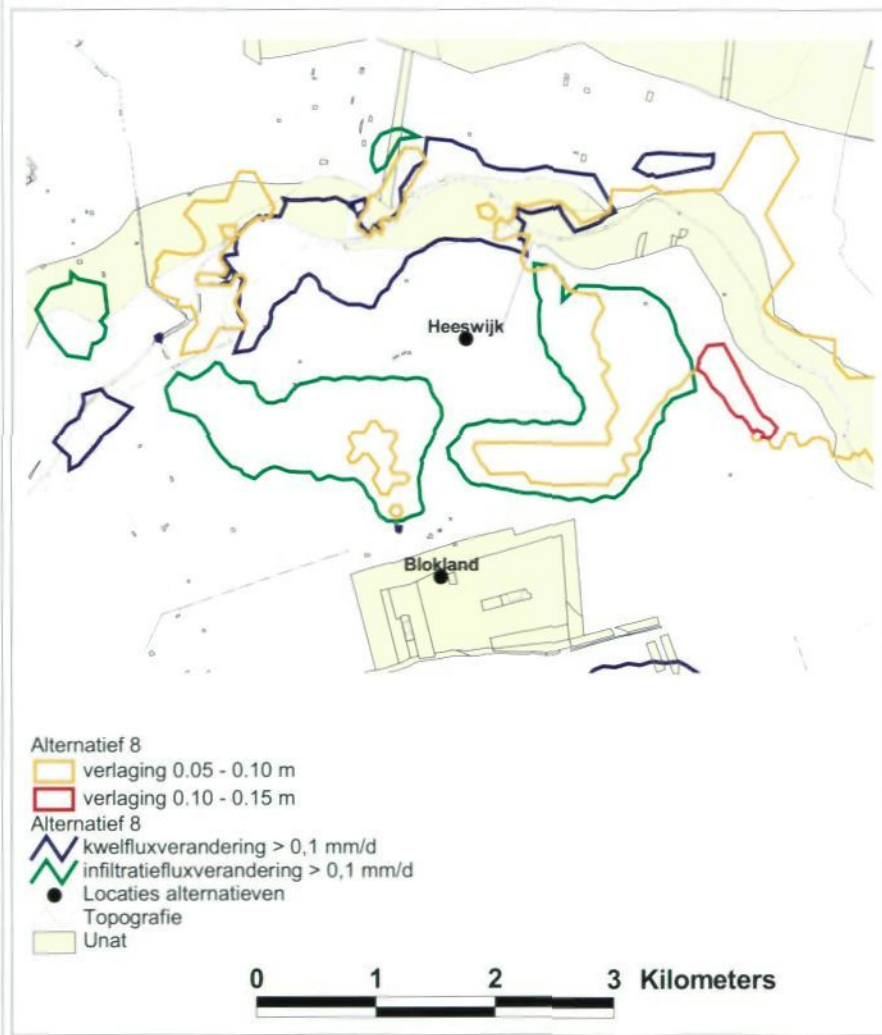 Heeswijk
Blokland
Alternatief 8
verlaging 0.05 - 0.10 m
verlaging 0.10 - 0.15 m
Alternatief 8
kwelfluxverandering > 0,1 mm/d
infiltratiefluxverandering > 0,1 mm/d
Locaties alternatieven
Topografie
Unat
0 1 2 3 Kilometers